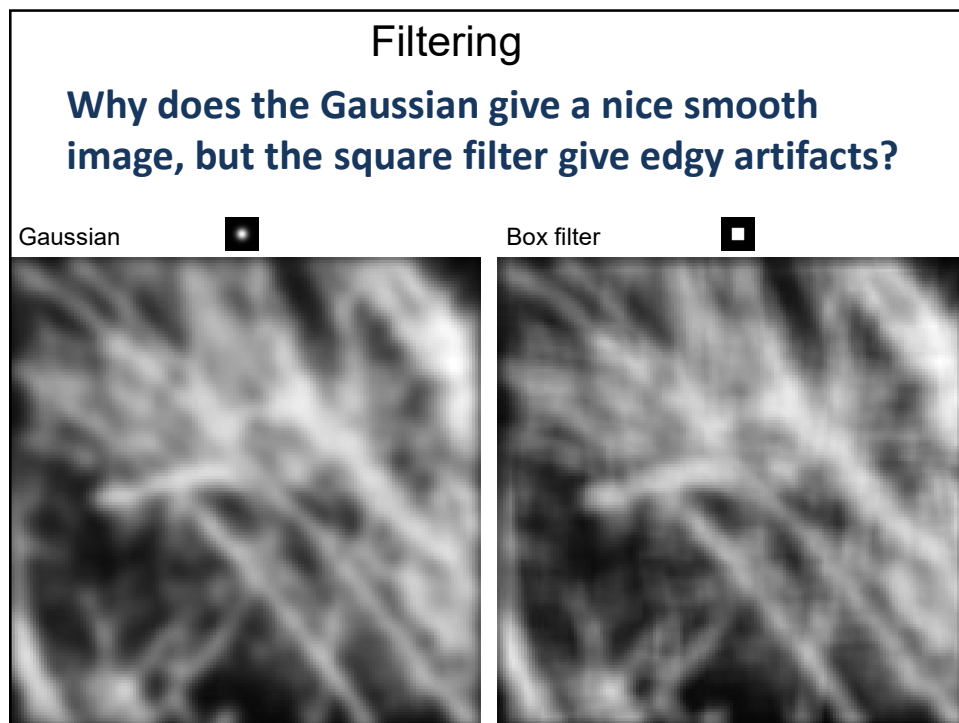 Filtering
Why does the Gaussian give a nice smooth
image, but the square filter give edgy artifacts?
Gaussian
Box filter